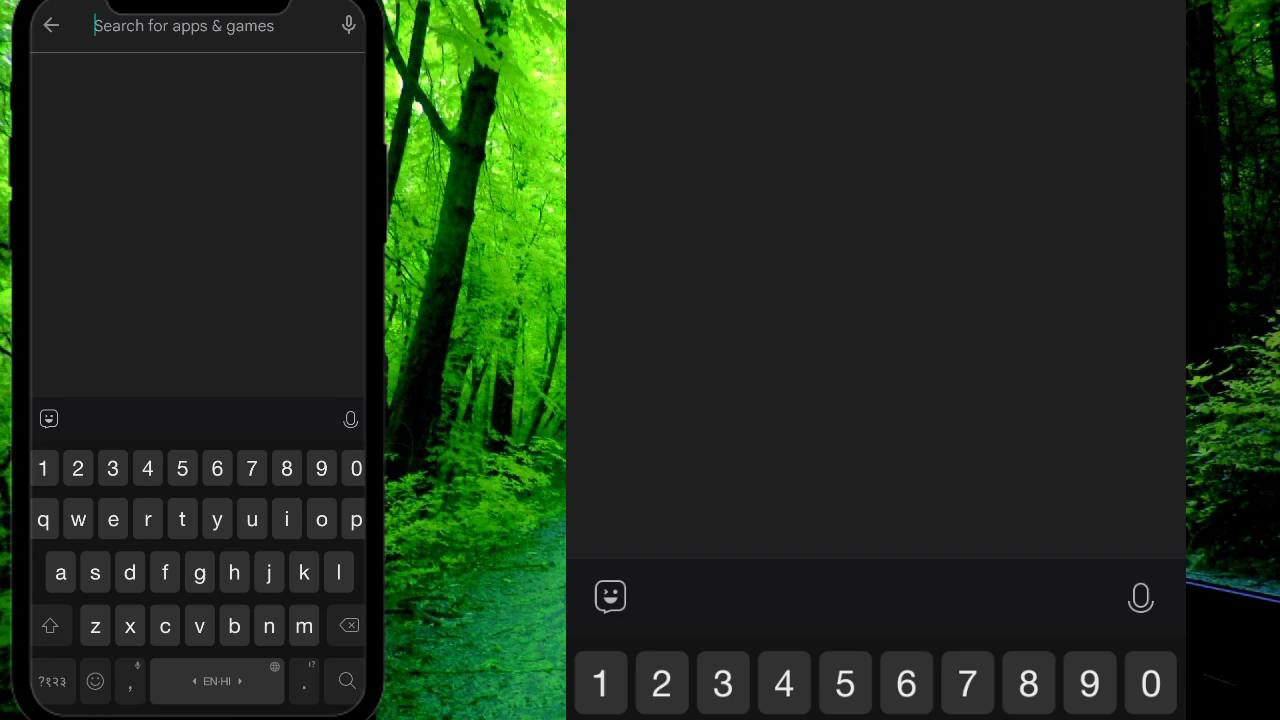 Search for apps & games
1 2 3 4 5 6 7 8 9 0
q w e r t y u i o p
a s d f g h j k l
z x c v b n m
?१२३ , EN·HI !? .
1 2 3 4 5 6 7 8 9 0